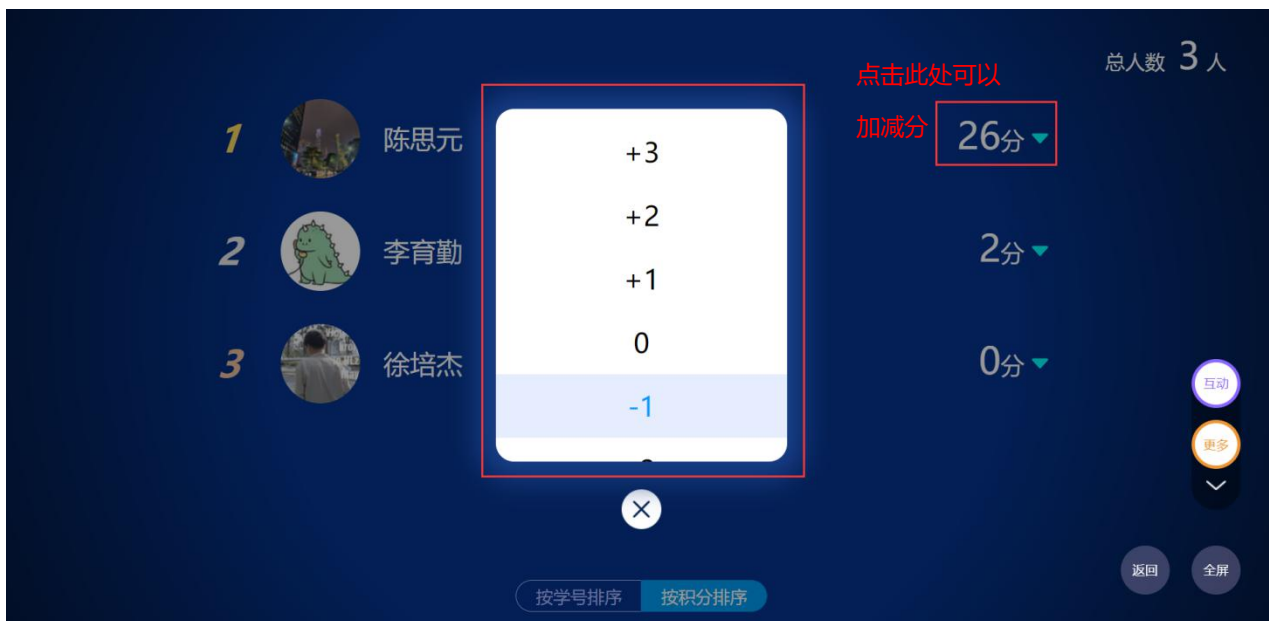 总人数 3 人
点击此处可以
加减分
1 陈思元 26分
2 李育勤 2分
3 徐培杰 0分
+3
+2
+1
0
-1
互动
更多
返回 全屏
按学号排序 按积分排序